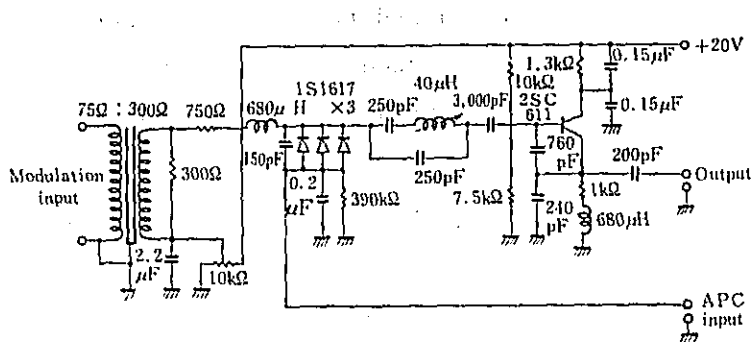 +20V
0.15μF
1.3kΩ
10kΩ
1S1617
×3
40μH
75Ω : 300Ω
750Ω
680μ
H
250pF
3,000pF
2SC
611
0.15μF
150pF
760
pF
200pF
Modulation
input
300Ω
0.2
μF
390kΩ
250pF
7.5kΩ
240
pF
1kΩ
680μH
Output
2.2
μF
10kΩ
APC
input